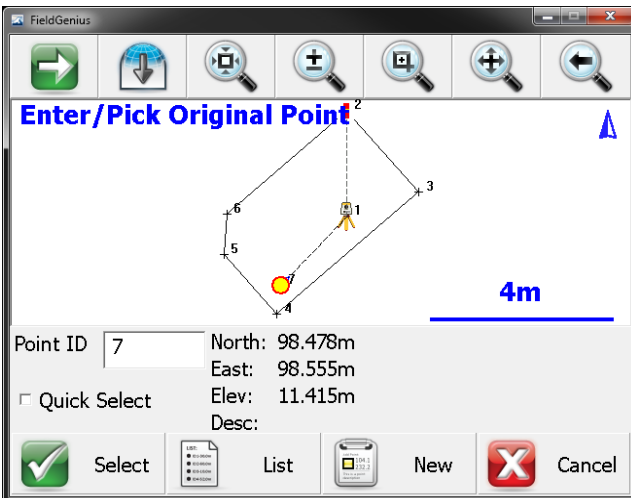 FieldGenius
Enter/Pick Original Point
2
3
6
1
5
7
4
4m
Point ID 7
North: 98.478m
East: 98.555m
Quick Select
Elev: 11.415m
Desc:
Select
List
New
Cancel